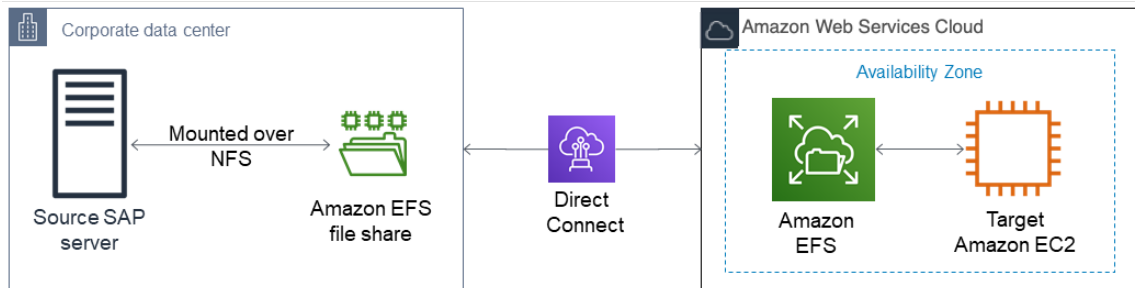 Corporate data center
Amazon Web Services Cloud
Availability Zone
Mounted over
NFS
Source SAP
server
Amazon EFS
file share
Direct
Connect
Amazon
EFS
Target
Amazon EC2